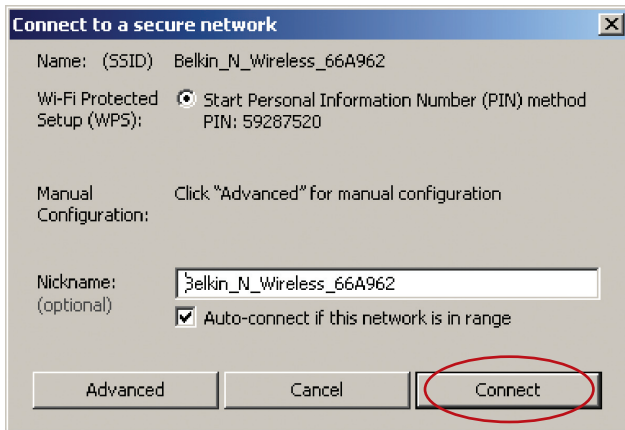 Connect to a secure network
Name: (SSID) Belkin_N_Wireless_66A962
Wi-Fi Protected Setup (WPS):
Start Personal Information Number (PIN) method
PIN: 59287520
Manual Configuration:
Click "Advanced" for manual configuration
Nickname:
(optional)
Belkin_N_Wireless_66A962
Auto-connect if this network is in range
Advanced Cancel Connect